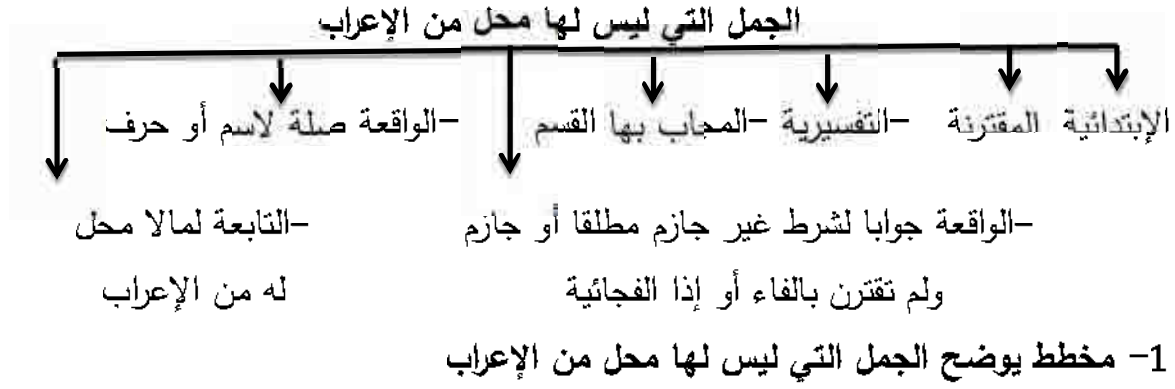 الجمل التي ليس لها محل من الإعراب
الإبتدائية المقترنة -التفسيرية -المجاب بها القسم -الواقعة صلة لاسم أو حرف
-الواقعة جوابا لشرط غير جازم مطلقا أو جازم
ولم تقترن بالفاء أو إذا الفجائية
-التابعة لمالا محل
له من الإعراب
1- مخطط يوضح الجمل التي ليس لها محل من الإعراب